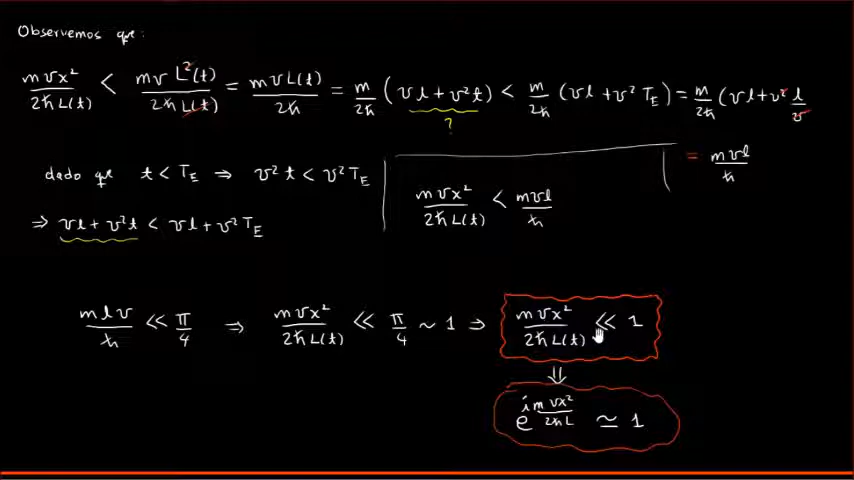 Observemos que:
mvx²/2ħL(t) < mvL²(t)/2ħL(t) = mvL(t)/2ħ = m/2ħ (vl + v²t) < m/2ħ (vl + v²T_E) = m/2ħ (vl + v² l/v
?
= mvl/ħ
dado que t < T_E ⇒ v²t < v²T_E
mvx²/2ħL(t) < mvl/ħ
⇒ vl + v²t < vl + v²T_E
mlv/ħ ≪ π/4 ⇒ mvx²/2ħL(t) ≪ π/4 ~ 1 ⇒ mvx²/2ħL(t) ≪ 1
⇓
e^{i mvx²/2ħL} ≃ 1